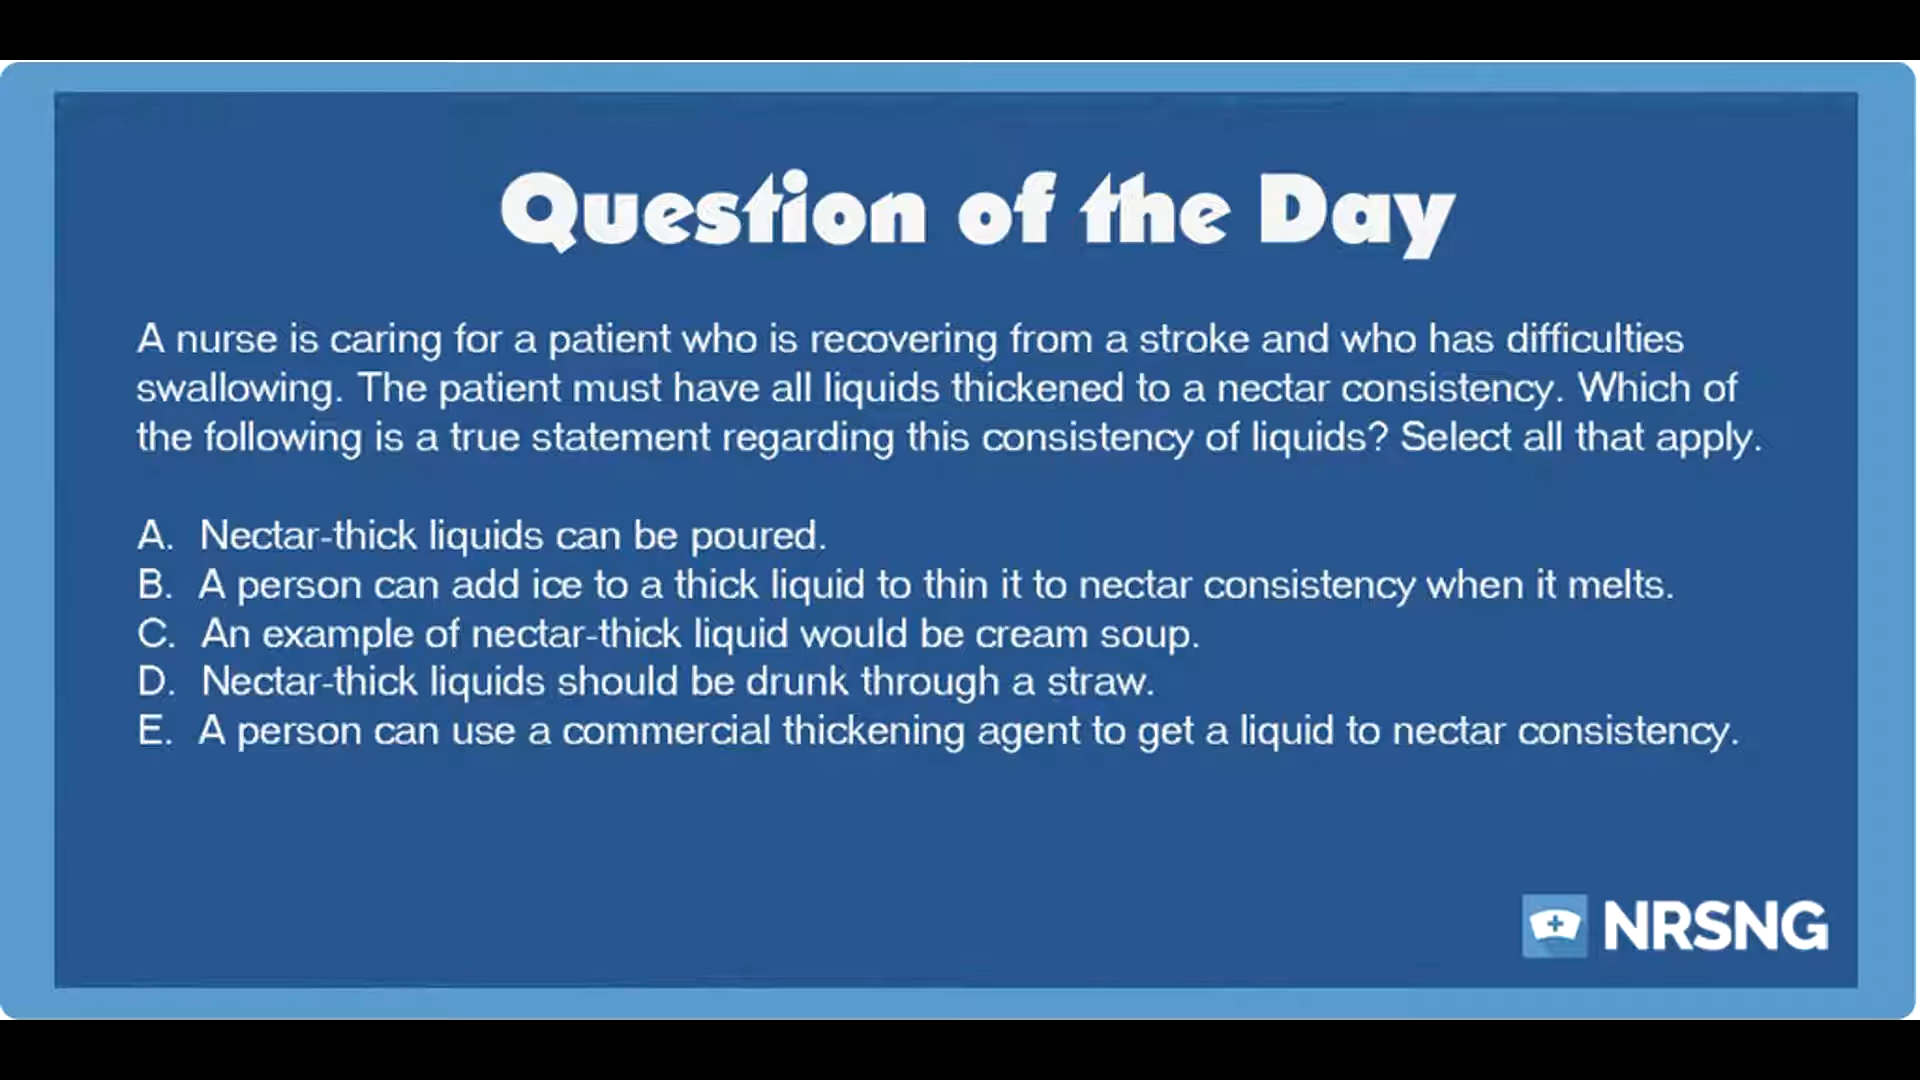 Question of the Day
A nurse is caring for a patient who is recovering from a stroke and who has difficulties
swallowing. The patient must have all liquids thickened to a nectar consistency. Which of
the following is a true statement regarding this consistency of liquids? Select all that apply.
A. Nectar-thick liquids can be poured.
B. A person can add ice to a thick liquid to thin it to nectar consistency when it melts.
C. An example of nectar-thick liquid would be cream soup.
D. Nectar-thick liquids should be drunk through a straw.
E. A person can use a commercial thickening agent to get a liquid to nectar consistency.
NRSNG